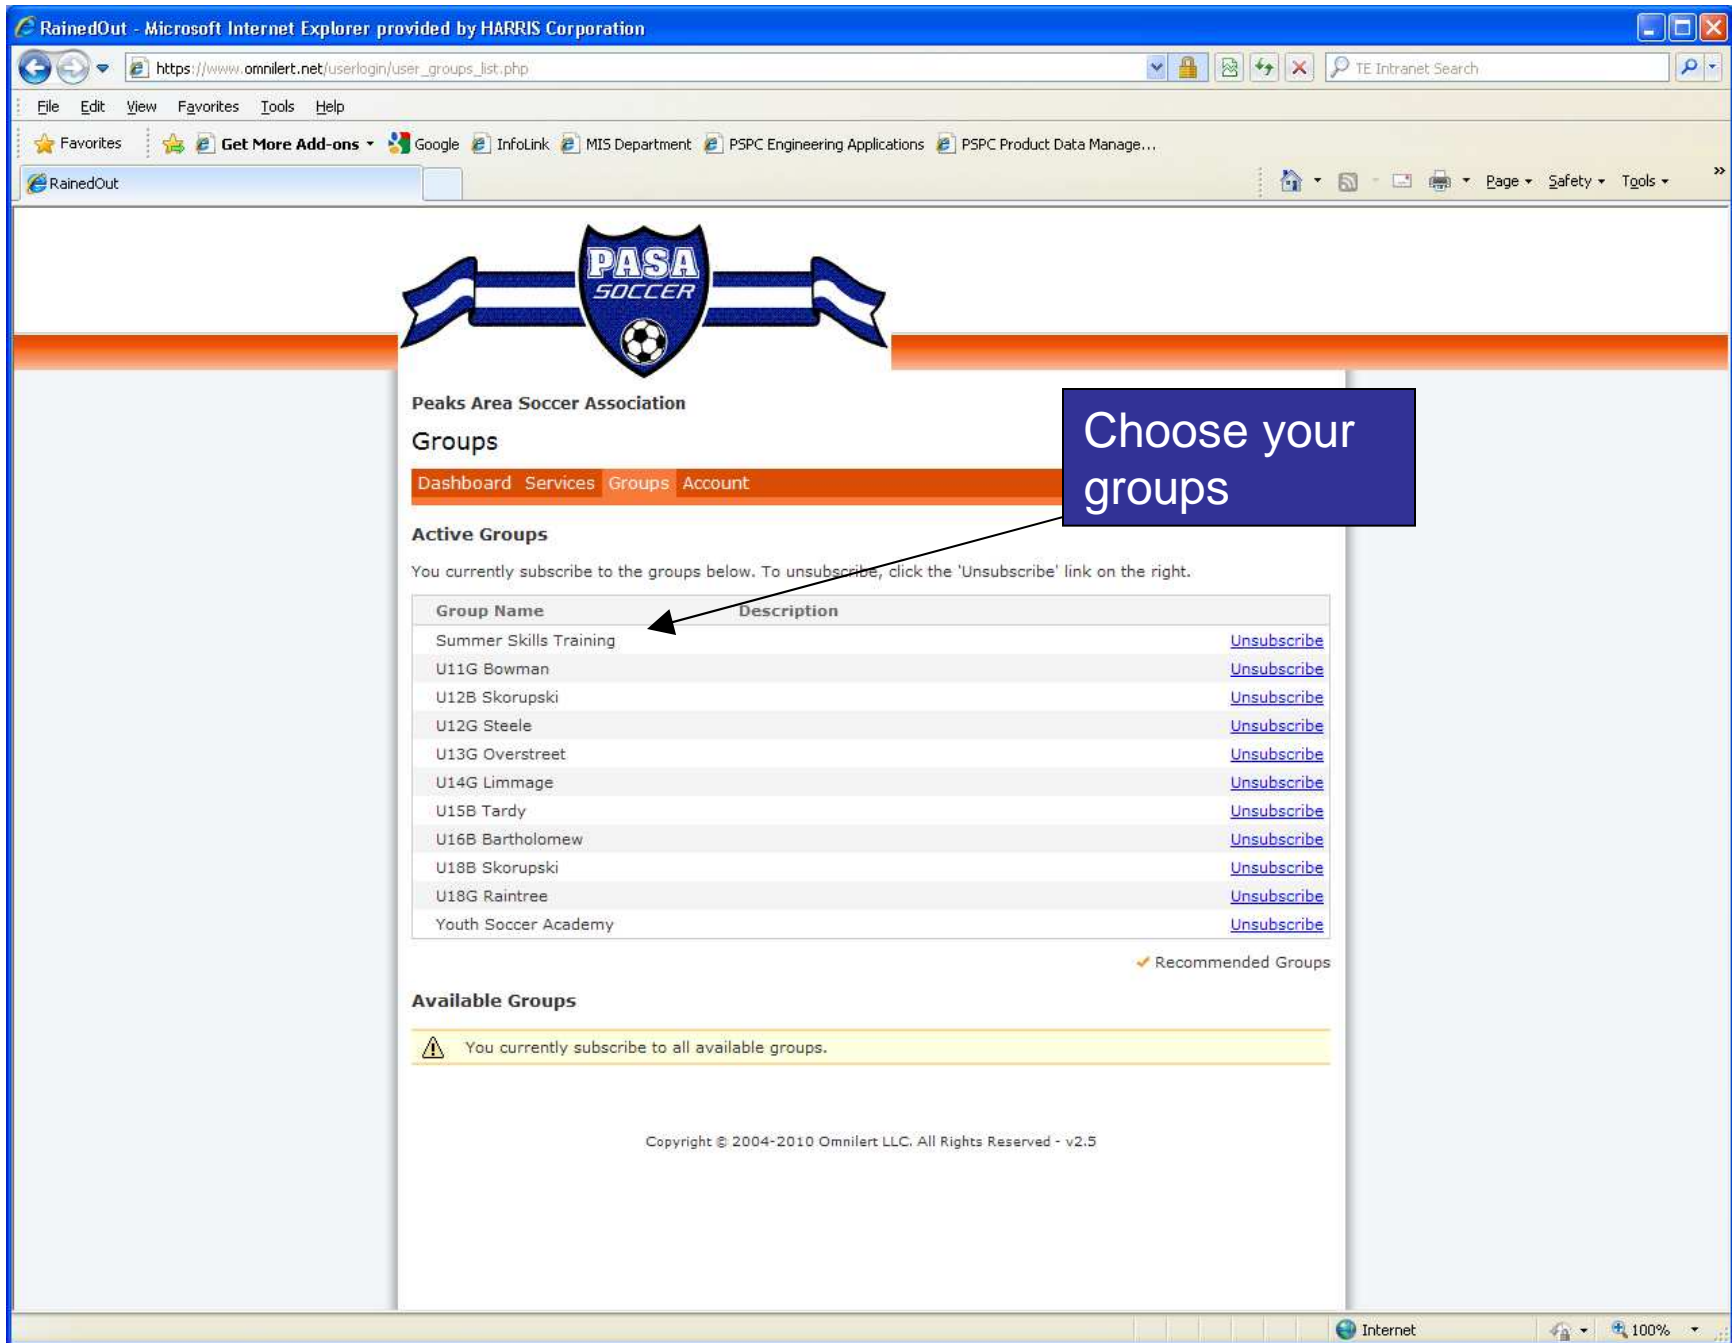 RainedOut - Microsoft Internet Explorer provided by HARRIS Corporation
https://www.omnilert.net/userlogin/user_groups_list.php
TE Intranet Search
File Edit View Favorites Tools Help
Favorites Get More Add-ons Google InfoLink MIS Department PSPC Engineering Applications PSPC Product Data Manage...
RainedOut
Page Safety Tools »
PASA
SOCCER
Peaks Area Soccer Association
Groups
Choose your
groups
Dashboard Services Groups Account
Active Groups
You currently subscribe to the groups below. To unsubscribe, click the 'Unsubscribe' link on the right.
Group Name Description
Summer Skills Training Unsubscribe
U11G Bowman Unsubscribe
U12B Skorupski Unsubscribe
U12G Steele Unsubscribe
U13G Overstreet Unsubscribe
U14G Limmage Unsubscribe
U15B Tardy Unsubscribe
U16B Bartholomew Unsubscribe
U18B Skorupski Unsubscribe
U18G Raintree Unsubscribe
Youth Soccer Academy Unsubscribe
Recommended Groups
Available Groups
You currently subscribe to all available groups.
Copyright © 2004-2010 Omnilert LLC. All Rights Reserved - v2.5
Internet 100%